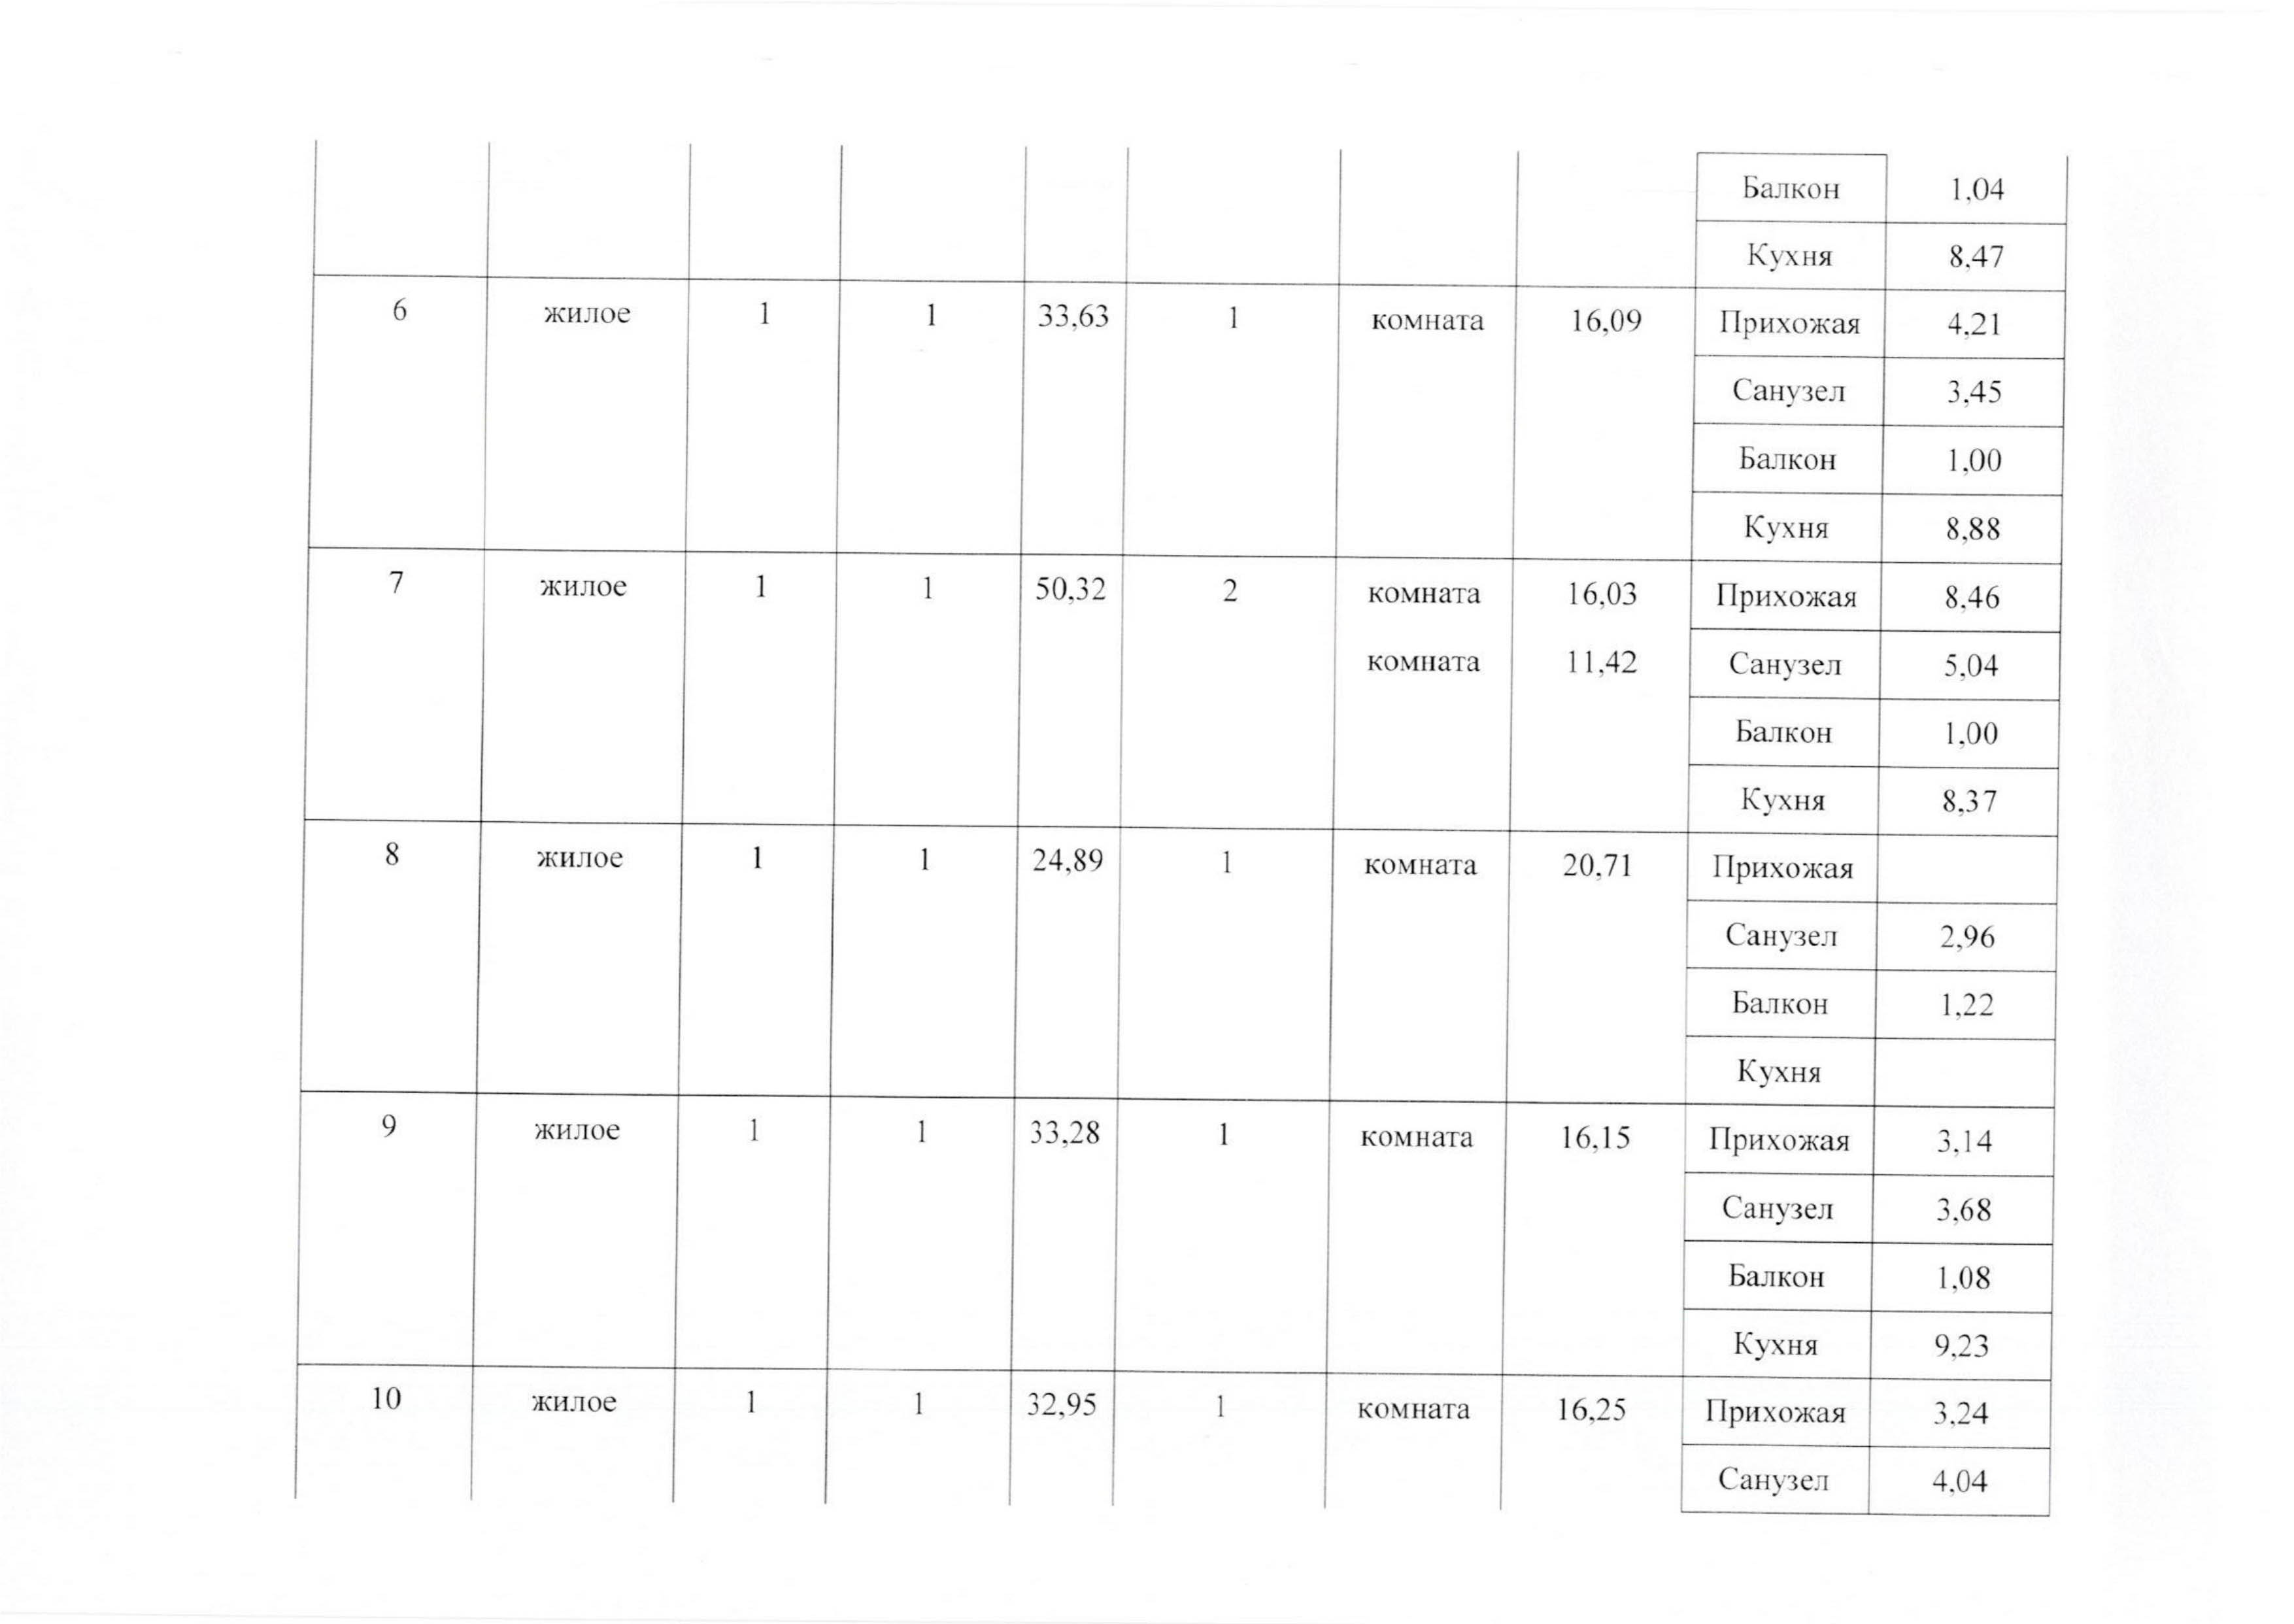 Балкон 1,04
Кухня 8,47
6 жилое 1 1 33,63 1 комната 16,09 Прихожая 4,21
Санузел 3,45
Балкон 1,00
Кухня 8,88
7 жилое 1 1 50,32 2 комната 16,03 Прихожая 8,46
комната 11,42 Санузел 5,04
Балкон 1,00
Кухня 8,37
8 жилое 1 1 24,89 1 комната 20,71 Прихожая
Санузел 2,96
Балкон 1,22
Кухня
9 жилое 1 1 33,28 1 комната 16,15 Прихожая 3,14
Санузел 3,68
Балкон 1,08
Кухня 9,23
10 жилое 1 1 32,95 1 комната 16,25 Прихожая 3,24
Санузел 4,04